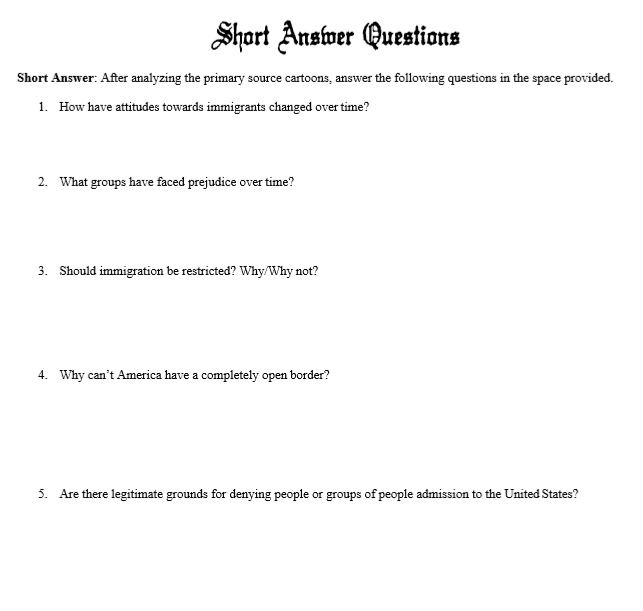 Short Answer Questions
Short Answer: After analyzing the primary source cartoons, answer the following questions in the space provided.
1. How have attitudes towards immigrants changed over time?
2. What groups have faced prejudice over time?
3. Should immigration be restricted? Why/Why not?
4. Why can't America have a completely open border?
5. Are there legitimate grounds for denying people or groups of people admission to the United States?